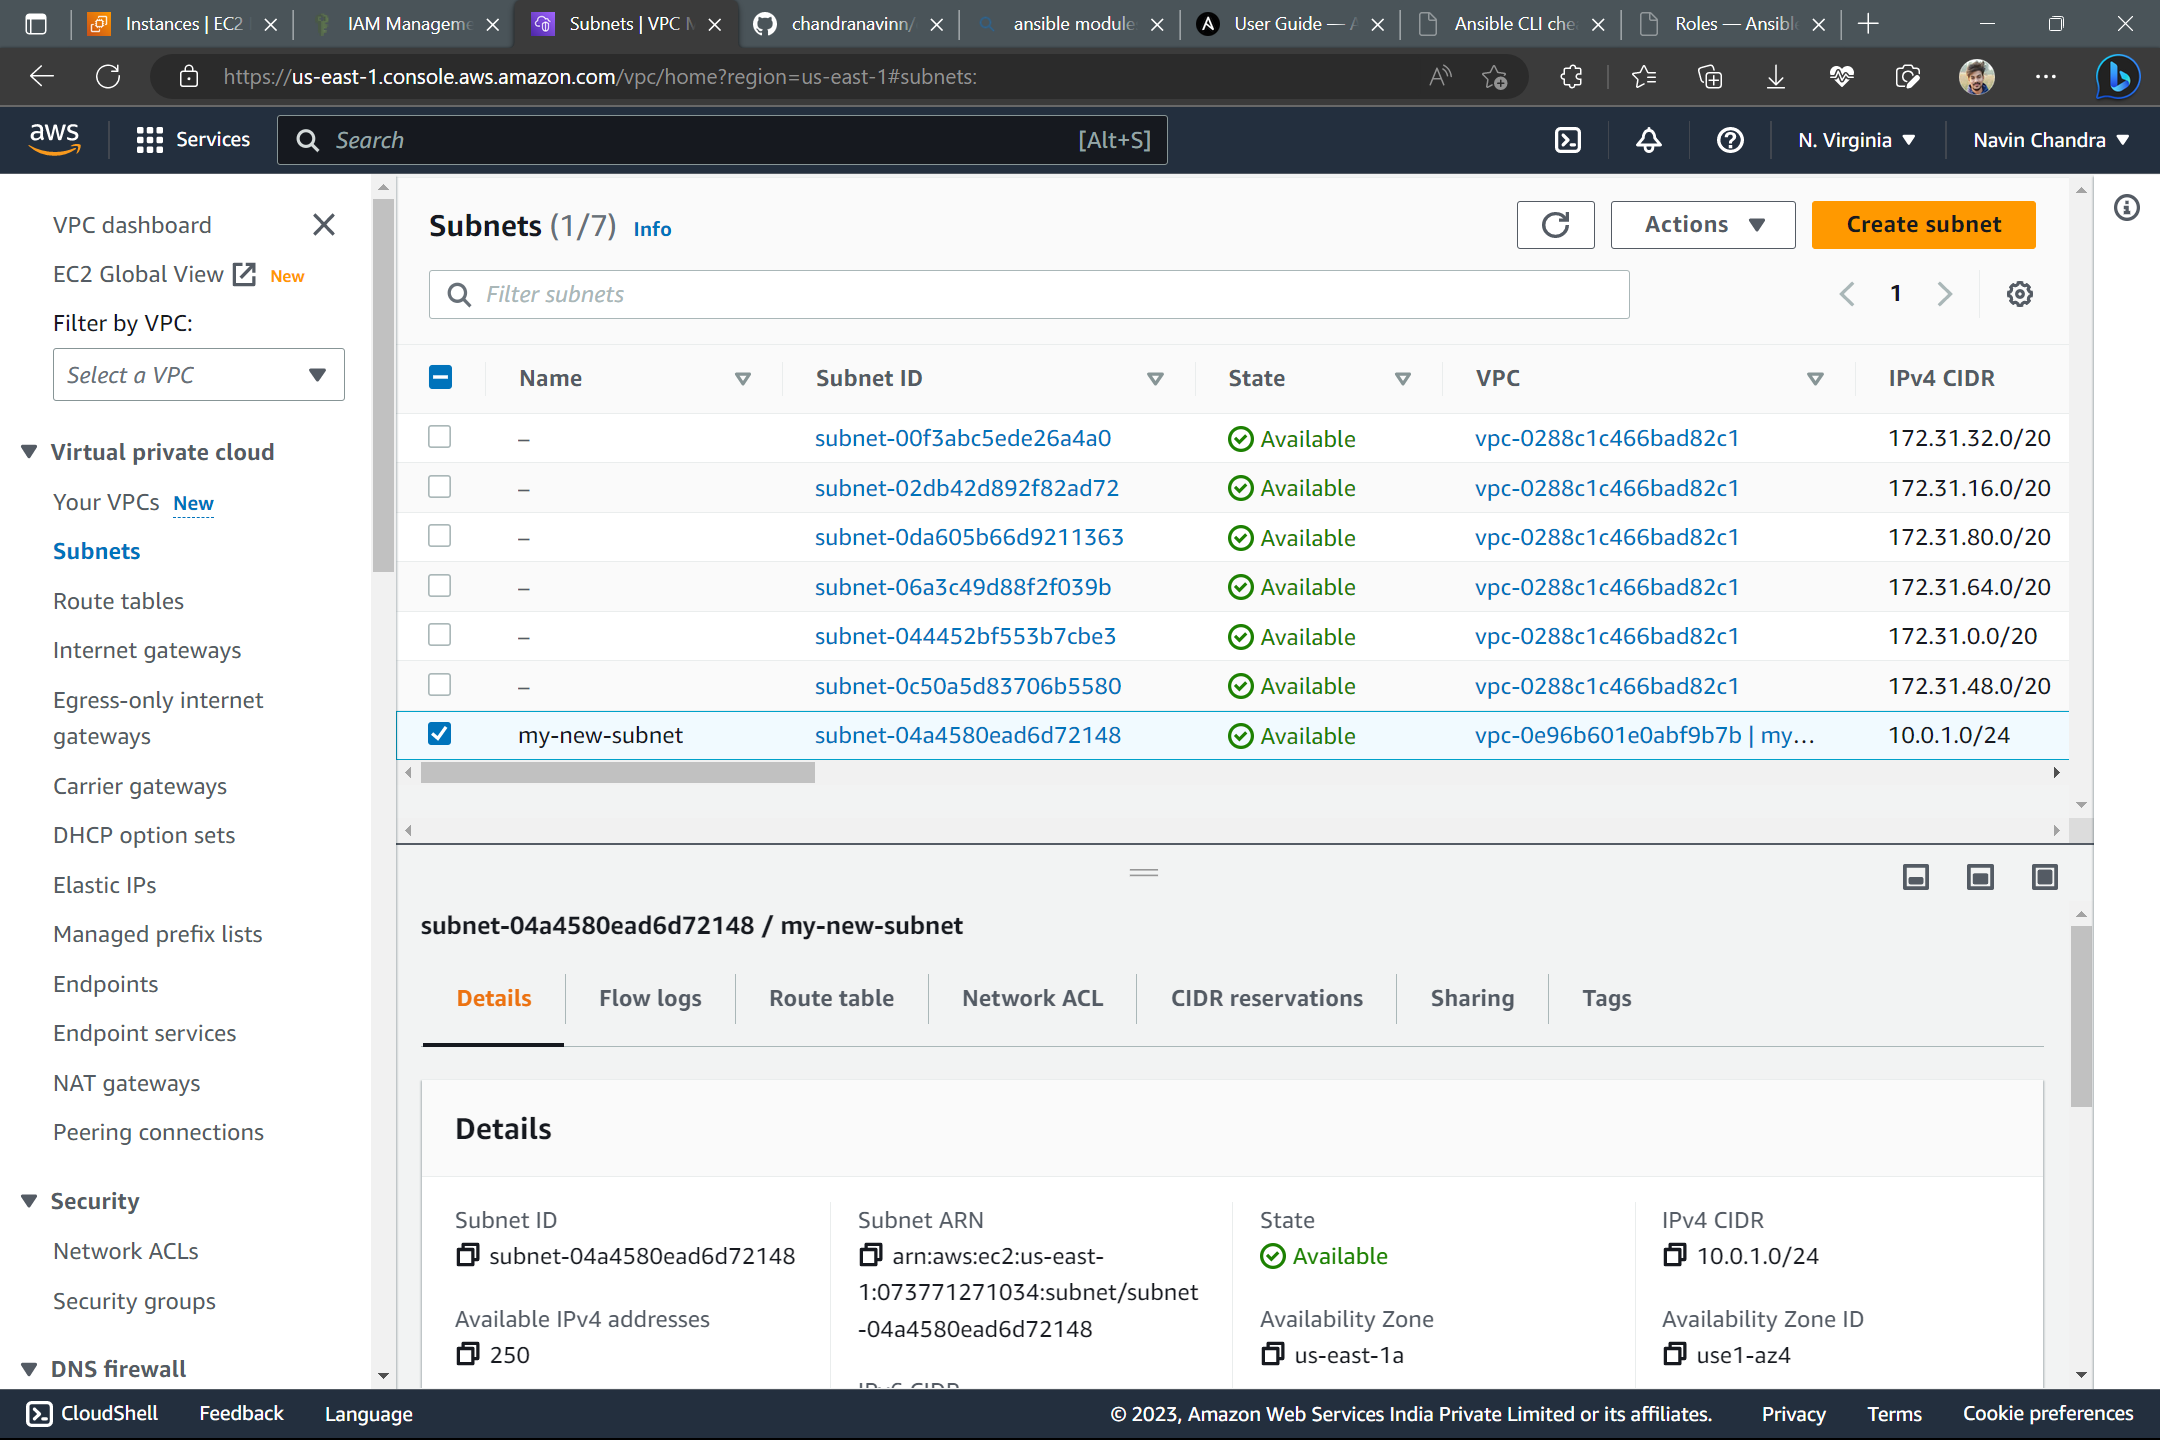 Instances | EC2
IAM Manageme
Subnets | VPC M
chandranavinn/
ansible module
User Guide — A
Ansible CLI che
Roles — Ansibl
https://us-east-1.console.aws.amazon.com/vpc/home?region=us-east-1#subnets:
aws
Services
Search
[Alt+S]
N. Virginia
Navin Chandra
VPC dashboard
EC2 Global View
New
Filter by VPC:
Select a VPC
Virtual private cloud
Your VPCs New
Subnets
Route tables
Internet gateways
Egress-only internet
gateways
Carrier gateways
DHCP option sets
Elastic IPs
Managed prefix lists
Endpoints
Endpoint services
NAT gateways
Peering connections
Security
Network ACLs
Security groups
DNS firewall
Subnets (1/7) Info
Actions
Create subnet
Filter subnets
1
Name Subnet ID State VPC IPv4 CIDR
– subnet-00f3abc5ede26a4a0 Available vpc-0288c1c466bad82c1 172.31.32.0/20
– subnet-02db42d892f82ad72 Available vpc-0288c1c466bad82c1 172.31.16.0/20
– subnet-0da605b66d9211363 Available vpc-0288c1c466bad82c1 172.31.80.0/20
– subnet-06a3c49d88f2f039b Available vpc-0288c1c466bad82c1 172.31.64.0/20
– subnet-044452bf553b7cbe3 Available vpc-0288c1c466bad82c1 172.31.0.0/20
– subnet-0c50a5d83706b5580 Available vpc-0288c1c466bad82c1 172.31.48.0/20
my-new-subnet subnet-04a4580ead6d72148 Available vpc-0e96b601e0abf9b7b | my... 10.0.1.0/24
subnet-04a4580ead6d72148 / my-new-subnet
Details Flow logs Route table Network ACL CIDR reservations Sharing Tags
Details
Subnet ID
subnet-04a4580ead6d72148
Available IPv4 addresses
250
Subnet ARN
arn:aws:ec2:us-east-
1:073771271034:subnet/subnet
-04a4580ead6d72148
IPv6 CIDR
State
Available
Availability Zone
us-east-1a
IPv4 CIDR
10.0.1.0/24
Availability Zone ID
use1-az4
CloudShell
Feedback
Language
© 2023, Amazon Web Services India Private Limited or its affiliates.
Privacy
Terms
Cookie preferences